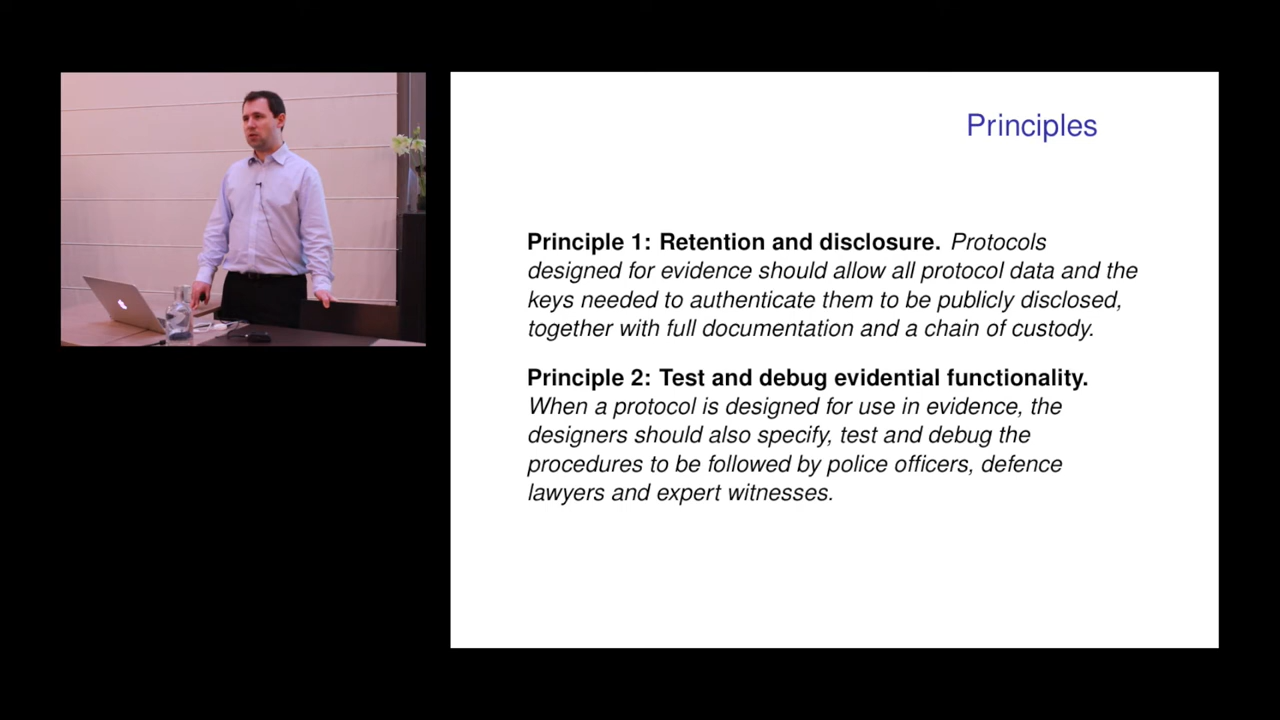 Principles
Principle 1: Retention and disclosure. Protocols
designed for evidence should allow all protocol data and the
keys needed to authenticate them to be publicly disclosed,
together with full documentation and a chain of custody.
Principle 2: Test and debug evidential functionality.
When a protocol is designed for use in evidence, the
designers should also specify, test and debug the
procedures to be followed by police officers, defence
lawyers and expert witnesses.